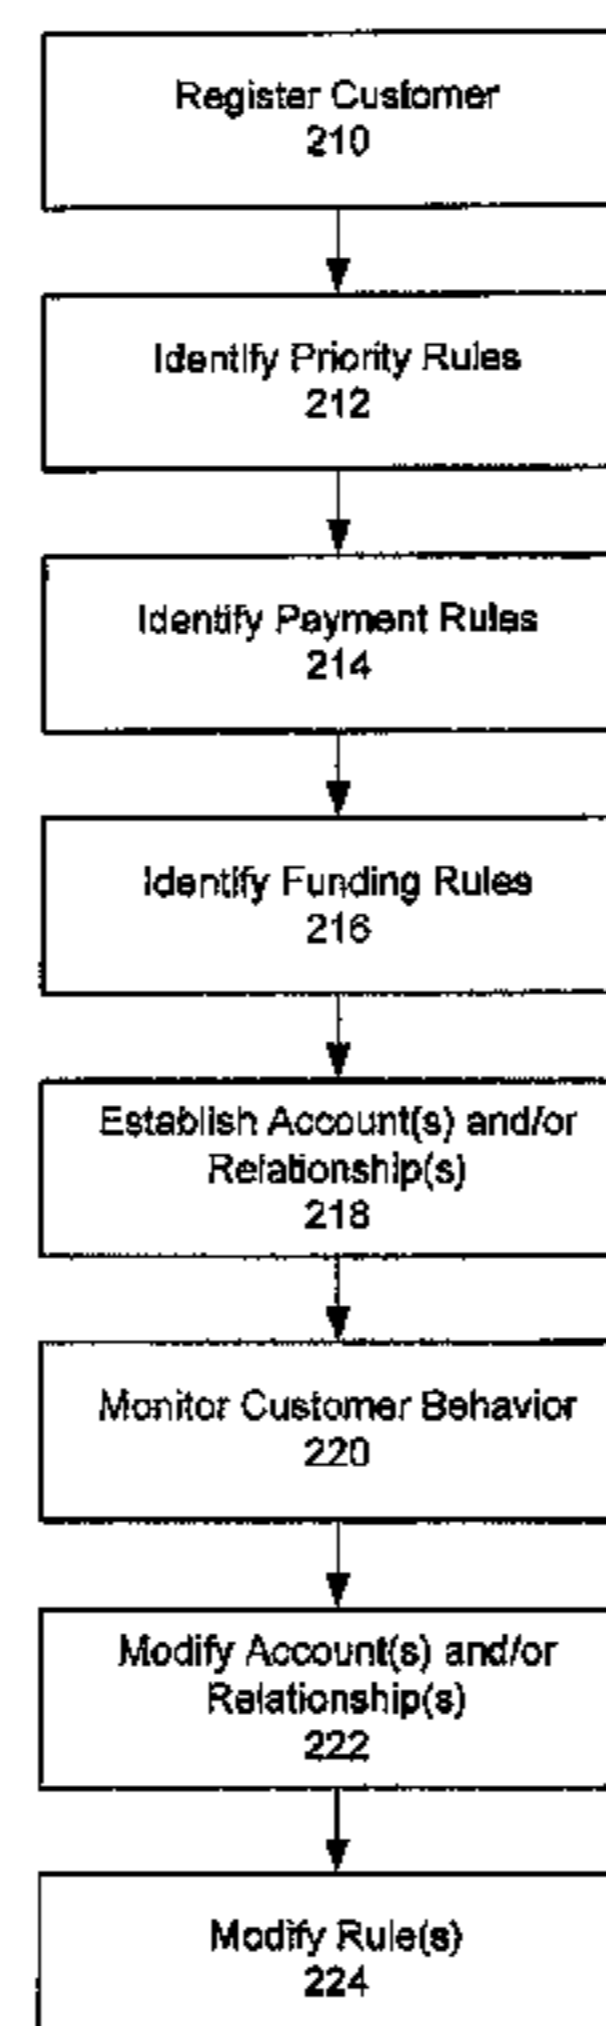 Register Customer
210
Identify Priority Rules
212
Identify Payment Rules
214
Identify Funding Rules
216
Establish Account(s) and/or
Relationship(s)
218
Monitor Customer Behavior
220
Modify Account(s) and/or
Relationship(s)
222
Modify Rule(s)
224